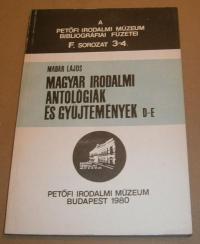 A
PETŐFI IRODALMI MÚZEUM
BIBLIOGRÁFIAI FÜZETEI
F. SOROZAT 3-4.
MADÁR LAJOS
MAGYAR IRODALMI
ANTOLÓGIÁK
ÉS GYŰJTEMÉNYEK D-E
PETŐFI IRODALMI MÚZEUM
BUDAPEST 1980